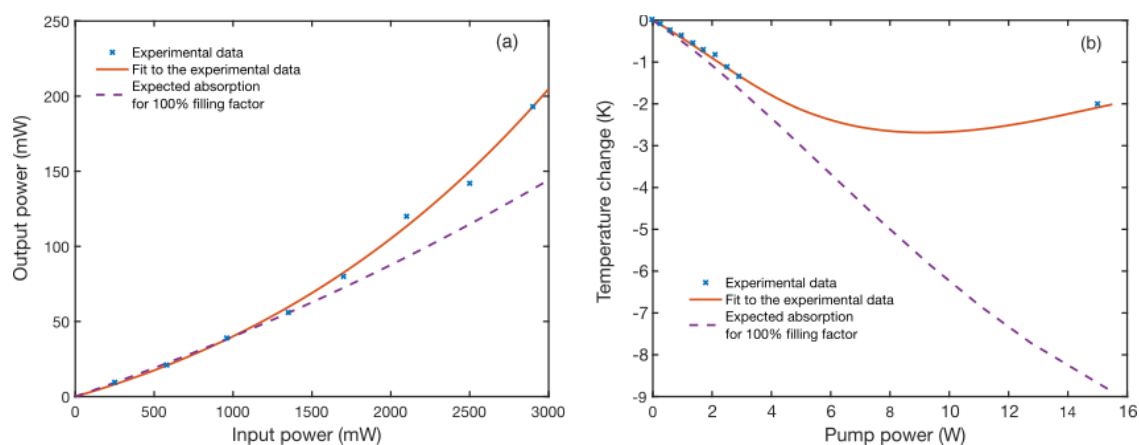 250
200
150
100
50
0
Output power (mW)
(a)
Experimental data
Fit to the experimental data
Expected absorption
for 100% filling factor
0
500
1000
1500
2000
2500
3000
Input power (mW)
0
-1
-2
-3
-4
-5
-6
-7
-8
-9
Temperature change (K)
(b)
Experimental data
Fit to the experimental data
Expected absorption
for 100% filling factor
0
2
4
6
8
10
12
14
16
Pump power (W)